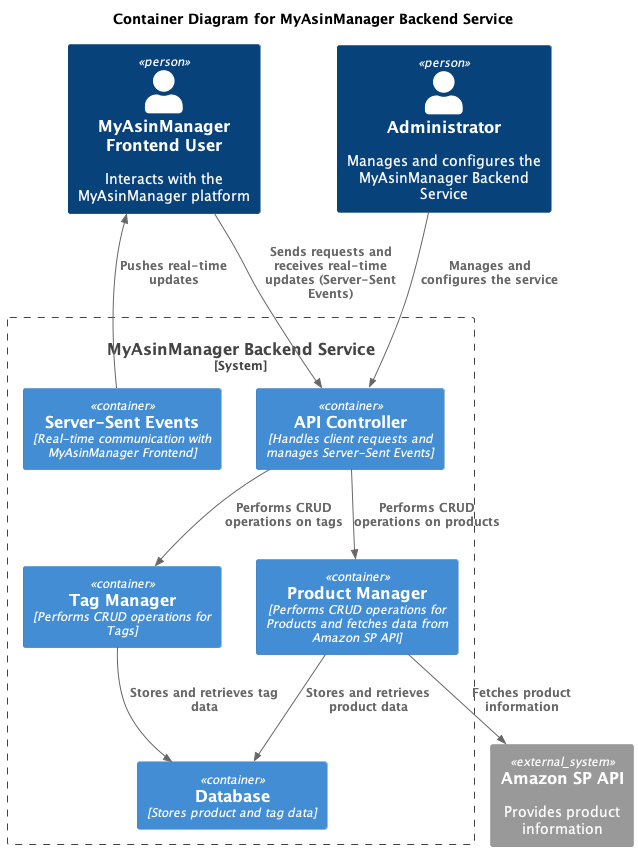 Container Diagram for MyAsinManager Backend Service
«person»
MyAsinManager
Frontend User
Interacts with the
MyAsinManager platform
«person»
Administrator
Manages and configures the
MyAsinManager Backend
Service
Pushes real-time
updates
Sends requests and
receives real-time
updates (Server-Sent
Events)
Manages and
configures the service
MyAsinManager Backend Service
[System]
«container»
Server-Sent Events
[Real-time communication with
MyAsinManager Frontend]
«container»
API Controller
[Handles client requests and
manages Server-Sent Events]
Performs CRUD
operations on tags
Performs CRUD
operations on products
«container»
Tag Manager
[Performs CRUD operations for
Tags]
«container»
Product Manager
[Performs CRUD operations for
Products and fetches data from
Amazon SP API]
Stores and retrieves tag
data
Stores and retrieves
product data
Fetches product
information
«container»
Database
[Stores product and tag data]
«external_system»
Amazon SP API
Provides product
information